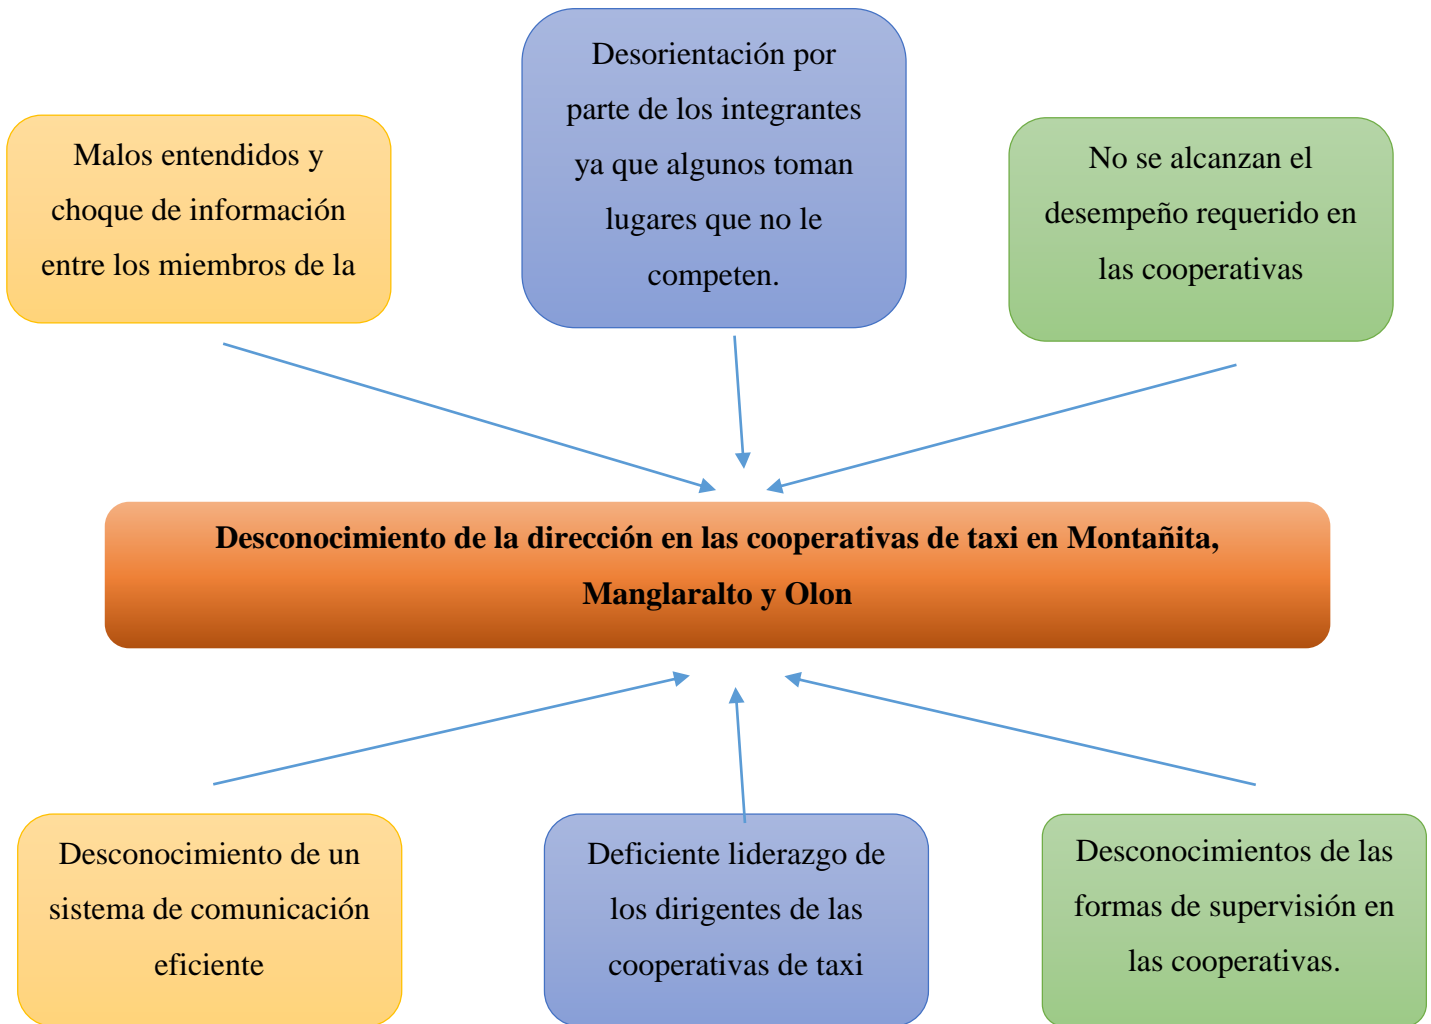 Malos entendidos y
choque de información
entre los miembros de la
Desorientación por
parte de los integrantes
ya que algunos toman
lugares que no le
competen.
No se alcanzan el
desempeño requerido en
las cooperativas
Desconocimiento de la dirección en las cooperativas de taxi en Montañita,
Manglaralto y Olon
Desconocimiento de un
sistema de comunicación
eficiente
Deficiente liderazgo de
los dirigentes de las
cooperativas de taxi
Desconocimientos de las
formas de supervisión en
las cooperativas.